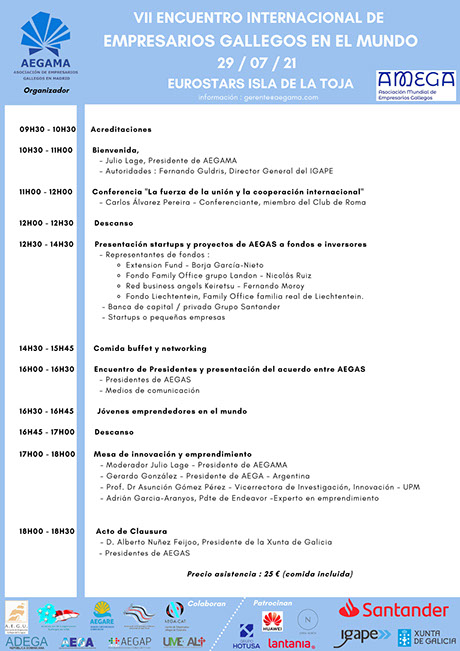 VII ENCUENTRO INTERNACIONAL DE
EMPRESARIOS GALLEGOS EN EL MUNDO
29 / 07 / 21
EUROSTARS ISLA DE LA TOJA
información : gerente@aegama.com
AEGAMA
ASOCIACIÓN DE EMPRESARIOS
GALLEGOS EN MADRID
Organizador
AMEGA
Asociación Mundial de
Empresarios Gallegos
09H30 - 10H30 Acreditaciones
10H30 - 11H00 Bienvenida,
- Julio Lage, Presidente de AEGAMA
- Autoridades : Fernando Guldris, Director General del IGAPE
11H00 - 12H00 Conferencia "La fuerza de la unión y la cooperación internacional"
- Carlos Álvarez Pereira - Conferenciante, miembro del Club de Roma
12H00 - 12H30 Descanso
12H30 - 14H30 Presentación startups y proyectos de AEGAS a fondos e inversores
- Representantes de fondos :
Extension Fund - Borja García-Nieto
Fondo Family Office grupo Landon - Nicolás Ruiz
Red business angels Keiretsu - Fernando Moroy
Fondo Liechtentein, Family Office familia real de Liechtentein.
- Banca de capital / privada Grupo Santander
- Startups o pequeñas empresas
14H30 - 15H45 Comida buffet y networking
16H00 - 16H30 Encuentro de Presidentes y presentación del acuerdo entre AEGAS
- Presidentes de AEGAS
- Medios de comunicación
16H30 - 16H45 Jóvenes emprendedores en el mundo
16H45 - 17H00 Descanso
17H00 - 18H00 Mesa de innovación y emprendimiento
- Moderador Julio Lage - Presidente de AEGAMA
- Gerardo González - Presidente de AEGA - Argentina
- Prof. Dr Asunción Gómez Pérez - Vicerrectora de Investigación, Innovación - UPM
- Adrián Garcia-Aranyos, Pdte de Endeavor -Experto en emprendimiento
18H00 - 18H30 Acto de Clausura
- D. Alberto Nuñez Feijoo, Presidente de la Xunta de Galicia
- Presidentes de AEGAS
Precio asistencia : 25 € (comida incluida)
Colaboran
Patrocinan
A.E.G.U.
AEGARE
AEGA-CAT
ADEGA
AEGAP
HUAWEI
GRUPO
HOTUSA
lantania
Santander
igape
XUNTA
DE GALICIA